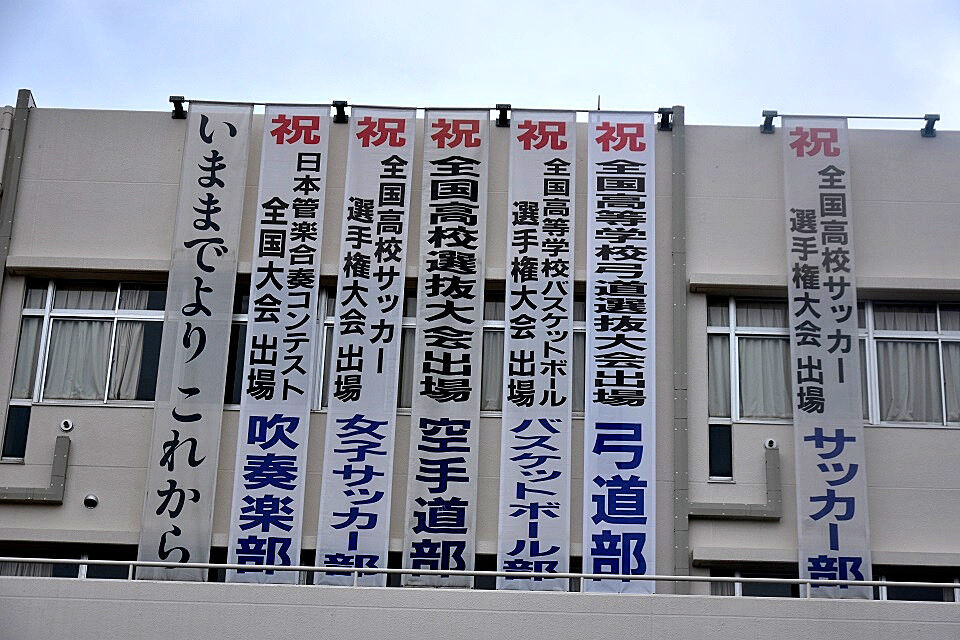 いままでより これから
祝
日本管楽合奏コンテスト
全国大会 出場
吹奏楽部
祝
全国高校サッカー
選手権大会 出場
女子サッカー部
祝
全国高校選抜大会出場
空手道部
祝
全国高等学校バスケットボール
選手権大会 出場
バスケットボール部
祝
全国高等学校弓道選抜大会出場
弓道部
祝
全国高校サッカー
選手権大会 出場
サッカー部